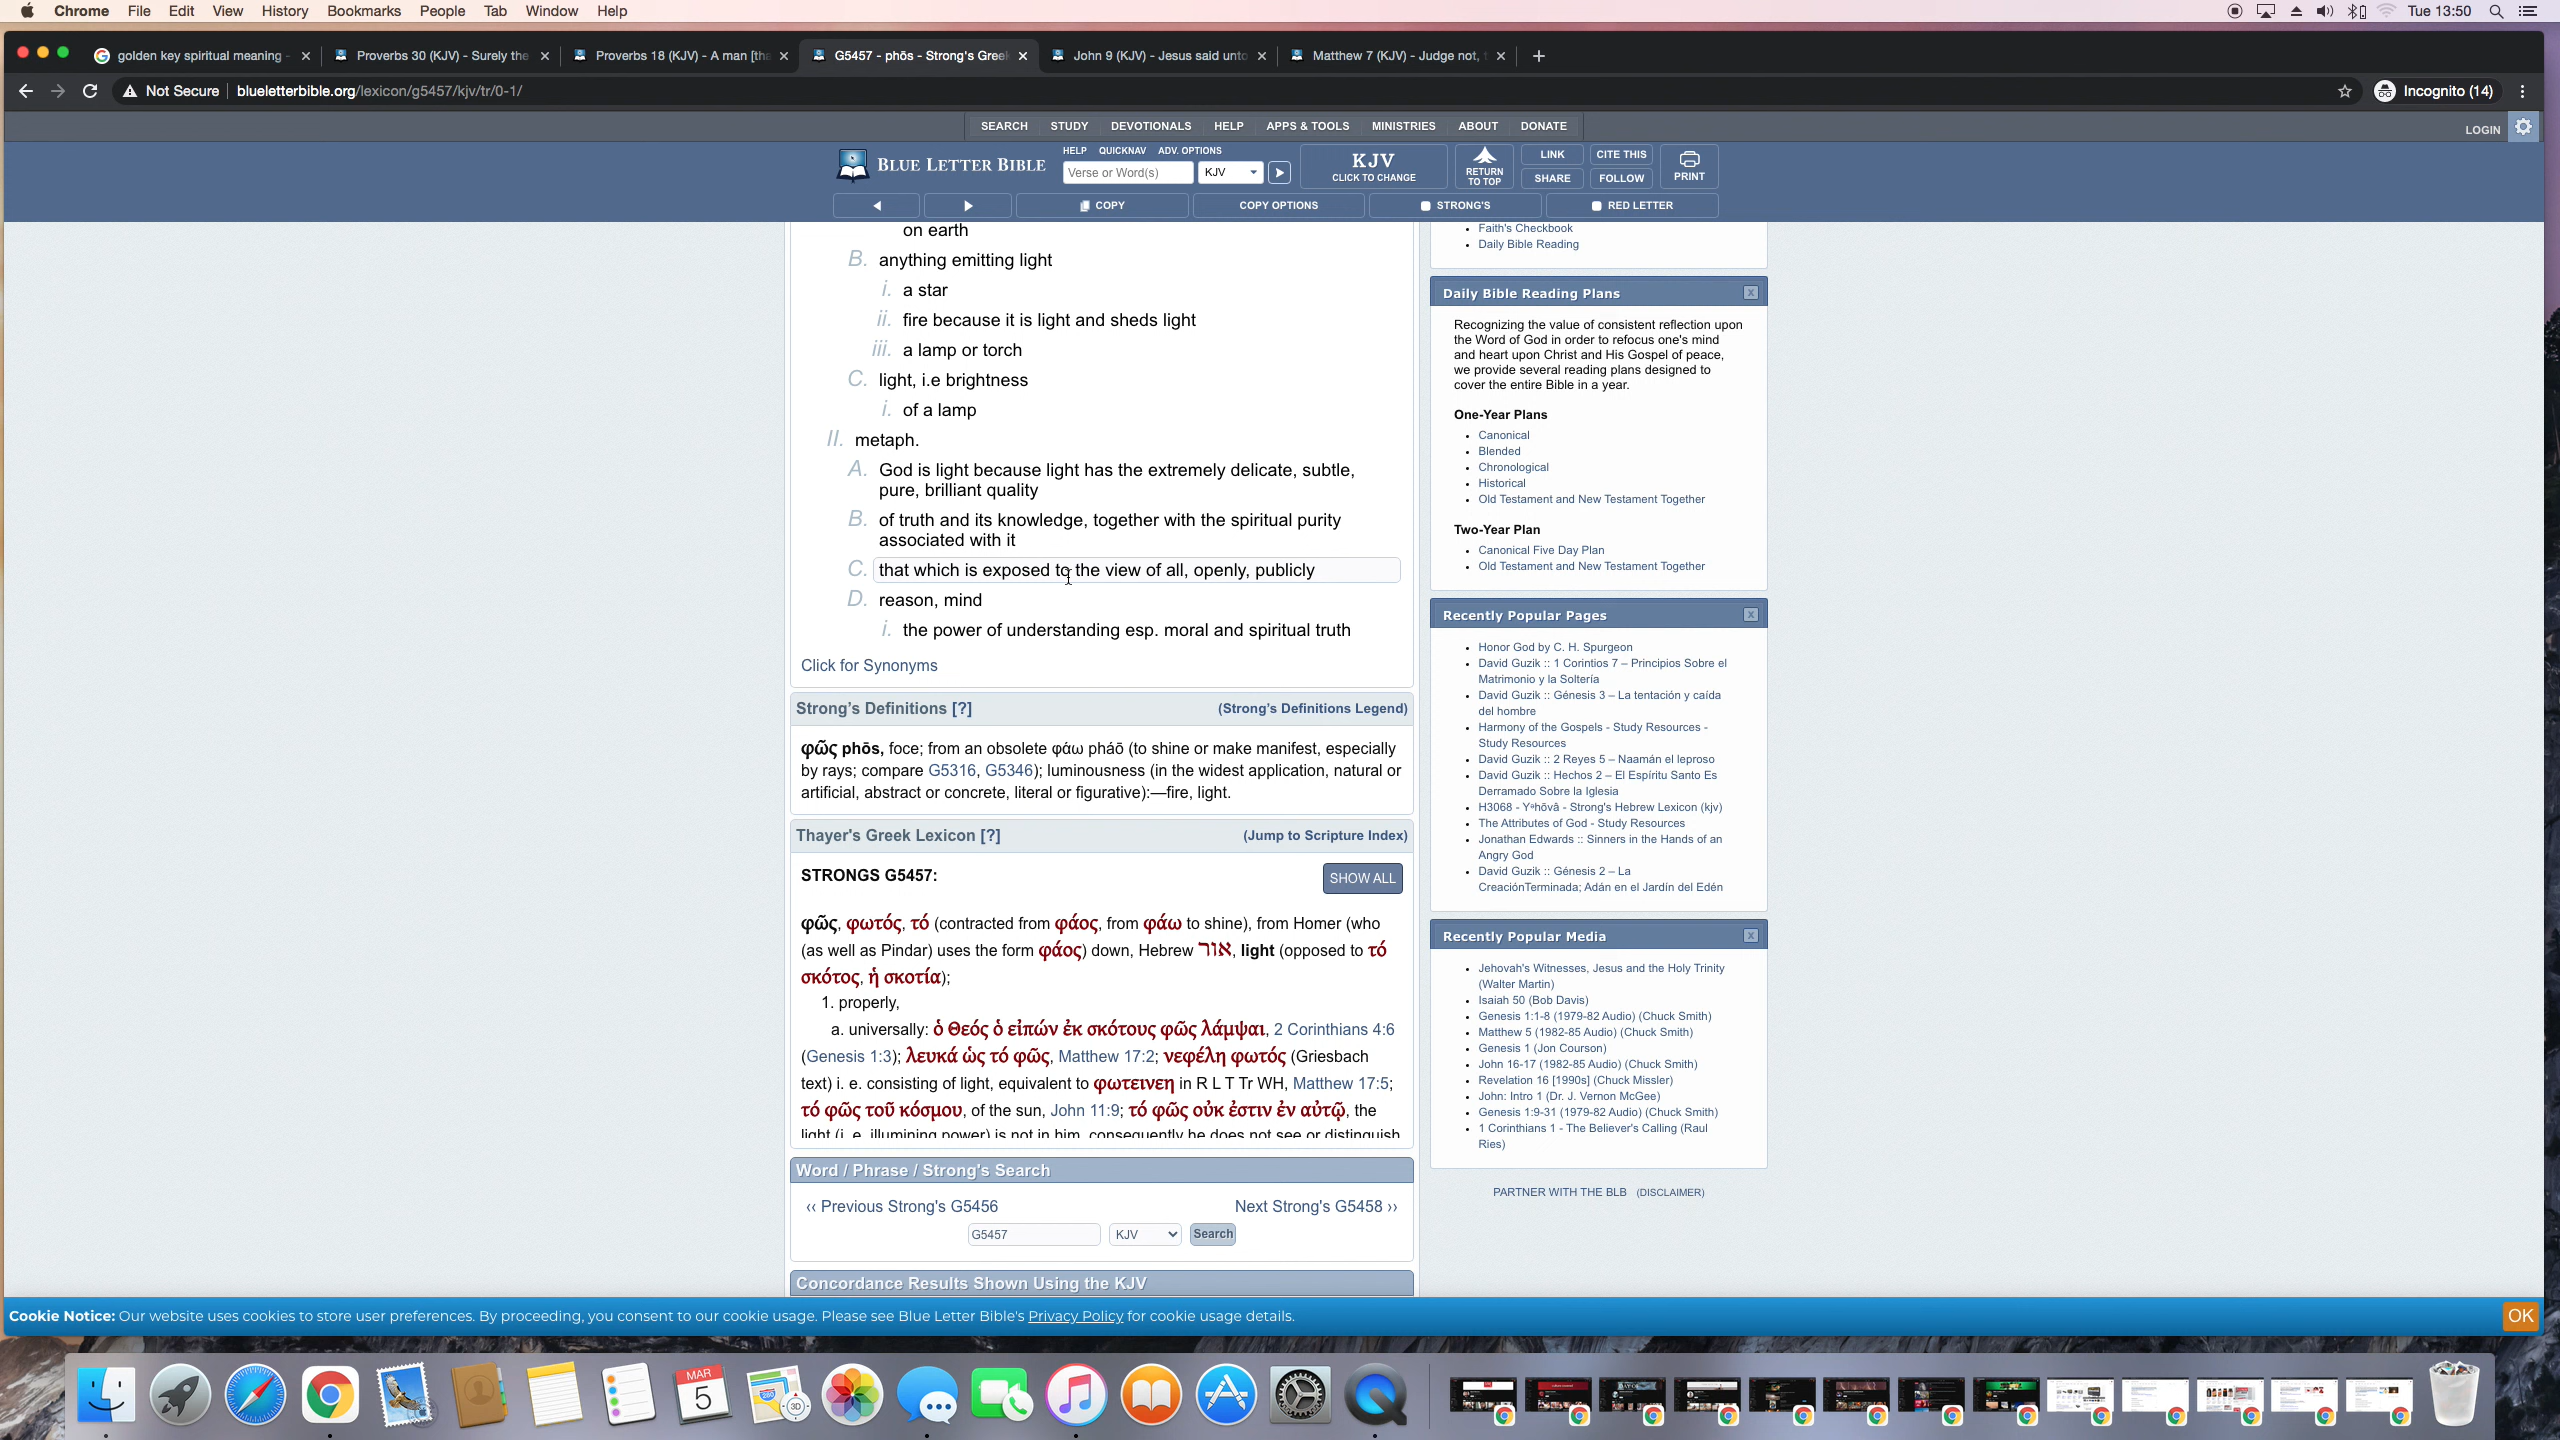 Chrome File Edit View History Bookmarks People Tab Window Help
Tue 13:50
golden key spiritual meaning -
Proverbs 30 (KJV) - Surely the
Proverbs 18 (KJV) - A man [tha
G5457 - phōs - Strong's Greek
John 9 (KJV) - Jesus said unto
Matthew 7 (KJV) - Judge not, t
Not Secure blueletterbible.org/lexicon/g5457/kjv/tr/0-1/
Incognito (14)
SEARCH STUDY DEVOTIONALS HELP APPS & TOOLS MINISTRIES ABOUT DONATE
LOGIN
BLUE LETTER BIBLE
HELP QUICKNAV ADV. OPTIONS
Verse or Word(s) KJV
KJV
CLICK TO CHANGE
RETURN
TO TOP
LINK
CITE THIS
SHARE
FOLLOW
PRINT
COPY
COPY OPTIONS
STRONG'S
RED LETTER
on earth
B. anything emitting light
i. a star
ii. fire because it is light and sheds light
iii. a lamp or torch
C. light, i.e brightness
i. of a lamp
II. metaph.
A. God is light because light has the extremely delicate, subtle,
pure, brilliant quality
B. of truth and its knowledge, together with the spiritual purity
associated with it
C. that which is exposed to the view of all, openly, publicly
D. reason, mind
i. the power of understanding esp. moral and spiritual truth
Click for Synonyms
Strong's Definitions [?] (Strong's Definitions Legend)
φῶς phōs, foce; from an obsolete φάω pháō (to shine or make manifest, especially
by rays; compare G5316, G5346); luminousness (in the widest application, natural or
artificial, abstract or concrete, literal or figurative):—fire, light.
Thayer's Greek Lexicon [?] (Jump to Scripture Index)
STRONGS G5457:
SHOW ALL
φῶς, φωτός, τό (contracted from φάος, from φάω to shine), from Homer (who
(as well as Pindar) uses the form φάος) down, Hebrew אור, light (opposed to τό
σκότος, ἡ σκοτία);
1. properly,
a. universally: ὁ Θεός ὁ εἰπών ἐκ σκότους φῶς λάμψαι, 2 Corinthians 4:6
(Genesis 1:3); λευκά ὡς τό φῶς, Matthew 17:2; νεφέλη φωτός (Griesbach
text) i. e. consisting of light, equivalent to φωτεινεη in R L T Tr WH, Matthew 17:5;
τό φῶς τοῦ κόσμου, of the sun, John 11:9; τό φῶς οὐκ ἐστιν ἐν αὐτῷ, the
light (i. e. illumining power) is not in him, consequently he does not see or distinguish
Word / Phrase / Strong's Search
‹‹ Previous Strong's G5456
Next Strong's G5458 ››
G5457 KJV Search
Concordance Results Shown Using the KJV
Faith's Checkbook
Daily Bible Reading
Daily Bible Reading Plans
Recognizing the value of consistent reflection upon
the Word of God in order to refocus one's mind
and heart upon Christ and His Gospel of peace,
we provide several reading plans designed to
cover the entire Bible in a year.
One-Year Plans
Canonical
Blended
Chronological
Historical
Old Testament and New Testament Together
Two-Year Plan
Canonical Five Day Plan
Old Testament and New Testament Together
Recently Popular Pages
Honor God by C. H. Spurgeon
David Guzik :: 1 Corintios 7 – Principios Sobre el
Matrimonio y la Soltería
David Guzik :: Génesis 3 – La tentación y caída
del hombre
Harmony of the Gospels - Study Resources -
Study Resources
David Guzik :: 2 Reyes 5 – Naamán el leproso
David Guzik :: Hechos 2 – El Espíritu Santo Es
Derramado Sobre la Iglesia
H3068 - Yᵊhōvâ - Strong's Hebrew Lexicon (kjv)
The Attributes of God - Study Resources
Jonathan Edwards :: Sinners in the Hands of an
Angry God
David Guzik :: Génesis 2 – La
CreaciónTerminada; Adán en el Jardín del Edén
Recently Popular Media
Jehovah's Witnesses, Jesus and the Holy Trinity
(Walter Martin)
Isaiah 50 (Bob Davis)
Genesis 1:1-8 (1979-82 Audio) (Chuck Smith)
Matthew 5 (1982-85 Audio) (Chuck Smith)
Genesis 1 (Jon Courson)
John 16-17 (1982-85 Audio) (Chuck Smith)
Revelation 16 [1990s] (Chuck Missler)
John: Intro 1 (Dr. J. Vernon McGee)
Genesis 1:9-31 (1979-82 Audio) (Chuck Smith)
1 Corinthians 1 - The Believer's Calling (Raul
Ries)
PARTNER WITH THE BLB (DISCLAIMER)
Cookie Notice: Our website uses cookies to store user preferences. By proceeding, you consent to our cookie usage. Please see Blue Letter Bible's Privacy Policy for cookie usage details.
OK
MAR
5
3D